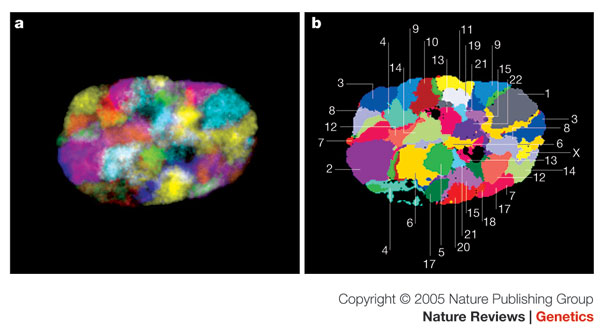 a
b
9 11 9
4 10 19
14 13 21 15
22
3 1
8 3
12 8
7 6
X
2 13
14
12
6 7
17
15 18
4 5 21
17 20
Copyright © 2005 Nature Publishing Group
Nature Reviews | Genetics